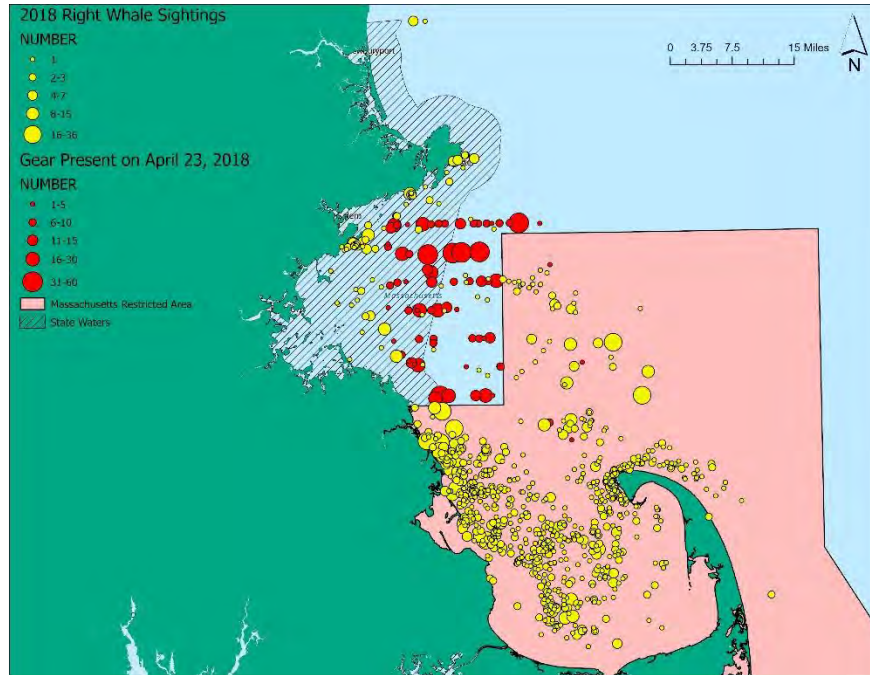 2018 Right Whale Sightings
NUMBER
1
2-3
4-7
8-15
16-36
Gear Present on April 23, 2018
NUMBER
1-5
6-10
11-15
16-30
31-60
Massachusetts Restricted Area
State Waters
0 3.75 7.5 15 Miles
N
Massachusetts